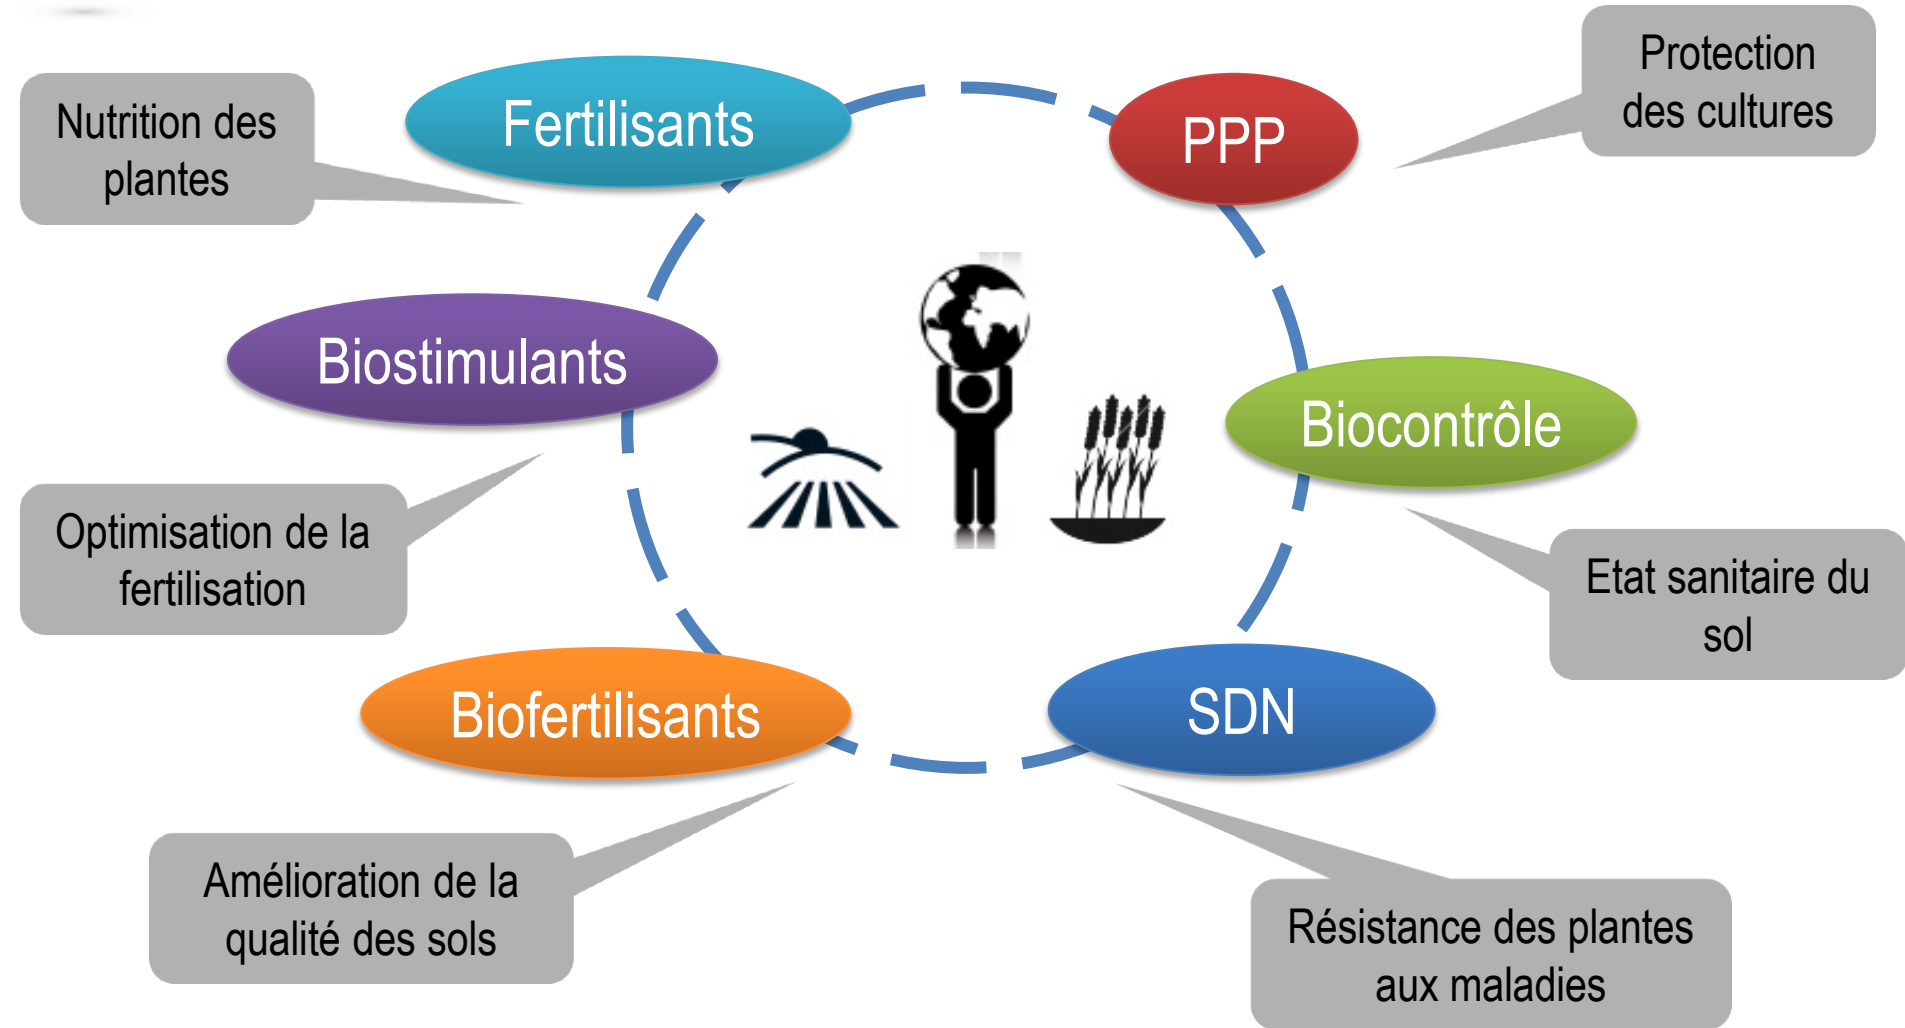 Protection
des cultures
Fertilisants
PPP
Nutrition des
plantes
Biostimulants
Biocontrôle
Optimisation de la
fertilisation
Etat sanitaire du
sol
Biofertilisants
SDN
Amélioration de la
qualité des sols
Résistance des plantes
aux maladies